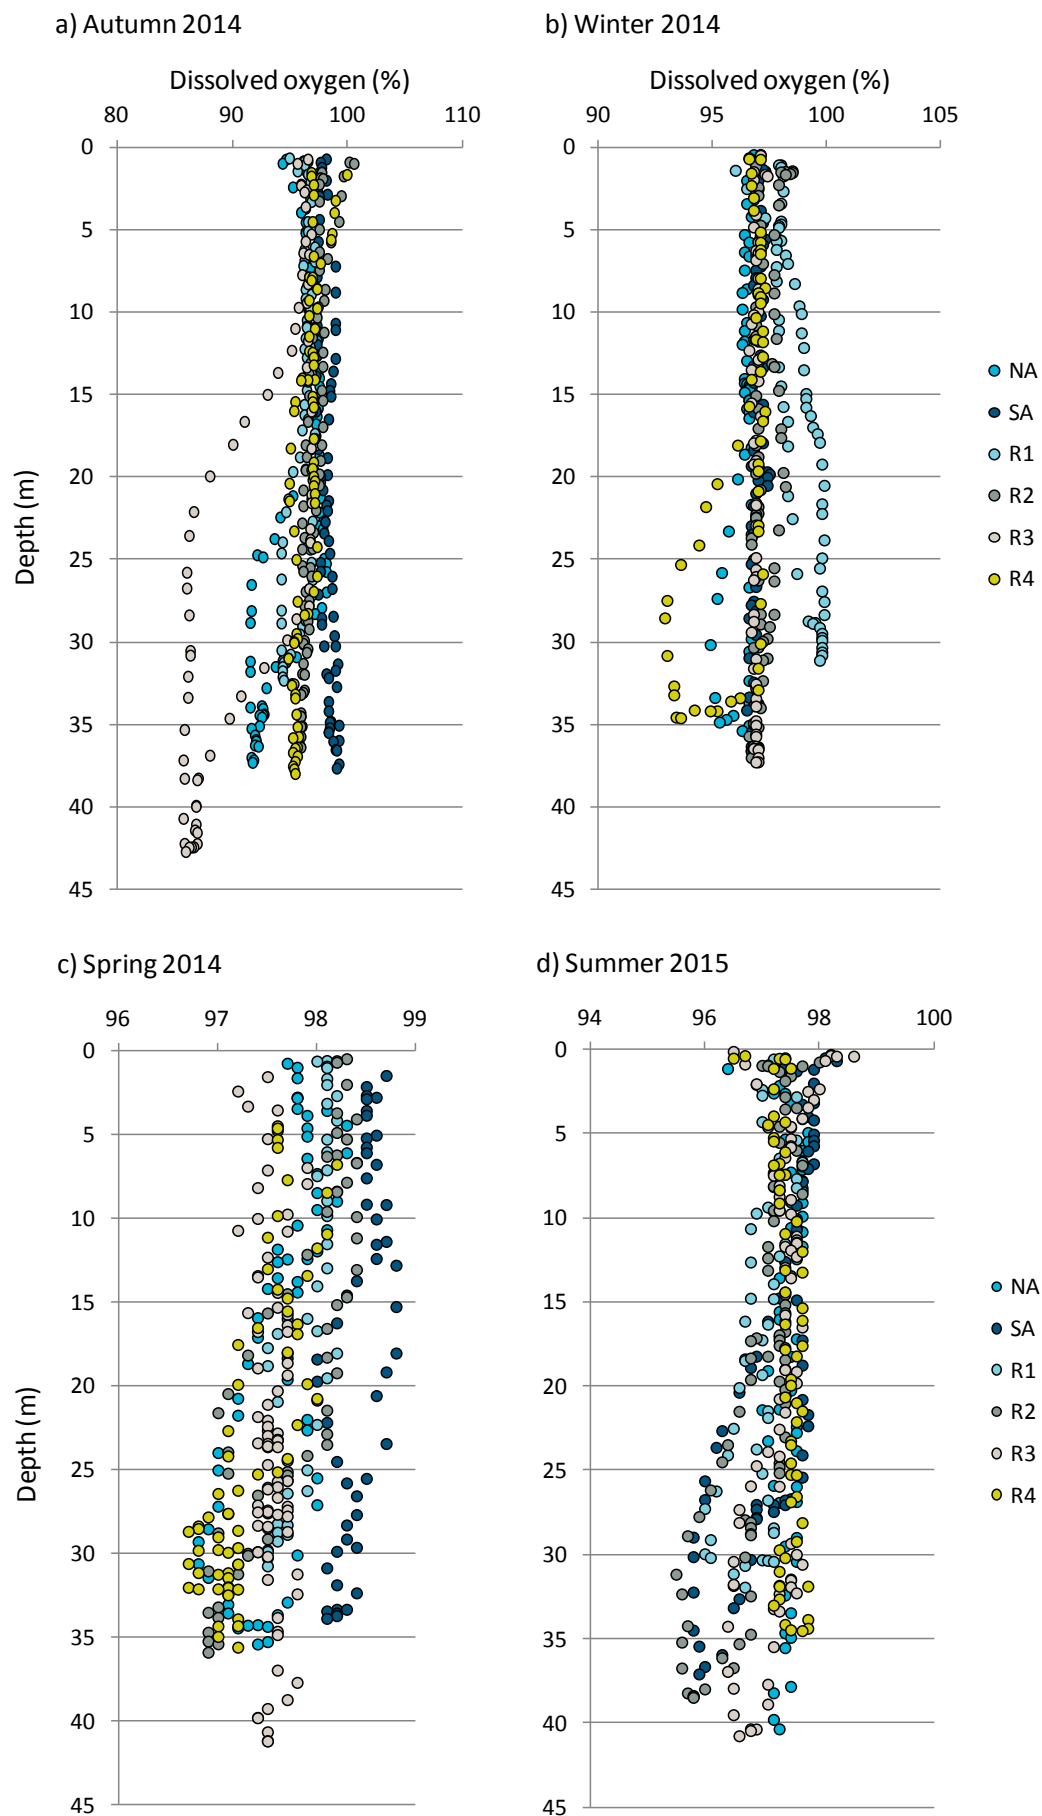 a) Autumn 2014
b) Winter 2014
Dissolved oxygen (%)
Dissolved oxygen (%)
80 90 100 110
90 95 100 105
0
5
10
15
20
25
30
35
40
45
Depth (m)
0
5
10
15
20
25
30
35
40
45
NA
SA
R1
R2
R3
R4
c) Spring 2014
d) Summer 2015
96 97 98 99
94 96 98 100
0
5
10
15
20
25
30
35
40
45
Depth (m)
0
5
10
15
20
25
30
35
40
45
NA
SA
R1
R2
R3
R4